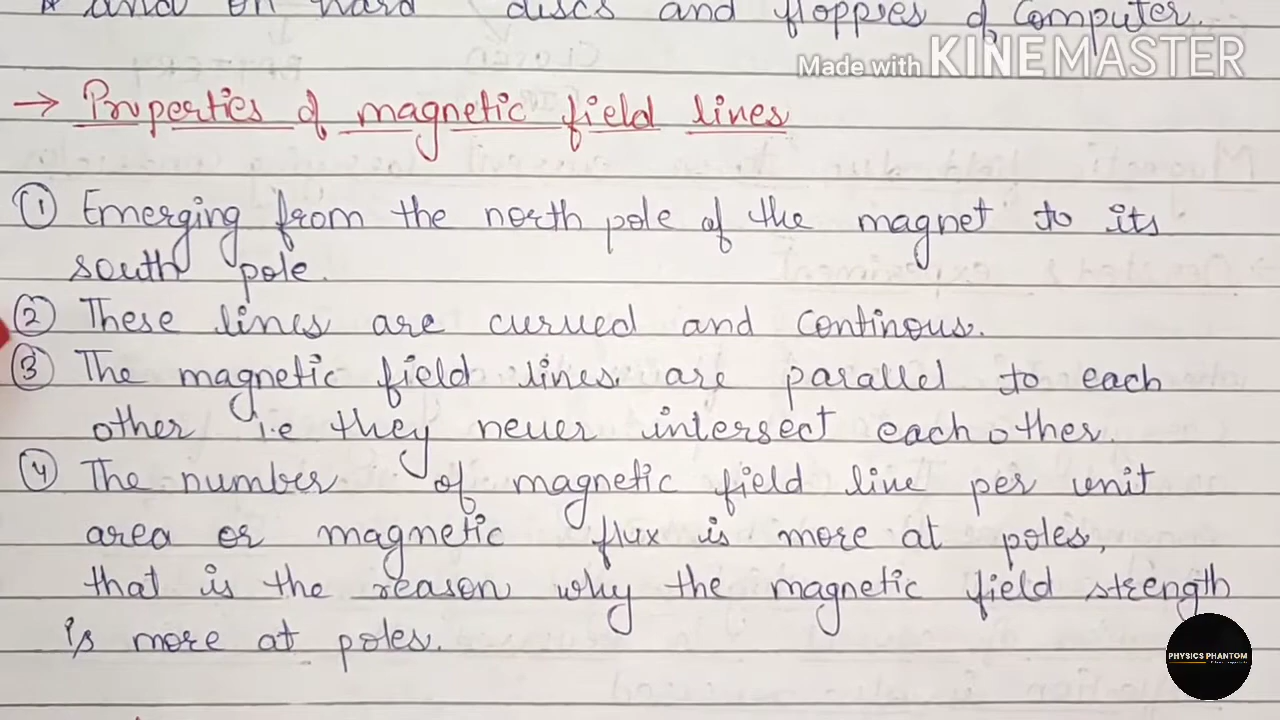 and on hard discs and floppies of Computer.
Made with KINEMASTER
→ Properties of magnetic field lines
① Emerging from the north pole of the magnet to its
south pole.
② These lines are curved and continous.
③ The magnetic field lines are parallel to each
other i.e they never intersect each other.
④ The number of magnetic field line per unit
area or magnetic flux is more at poles,
that is the reason why the magnetic field strength
is more at poles.
PHYSICS PHANTOM